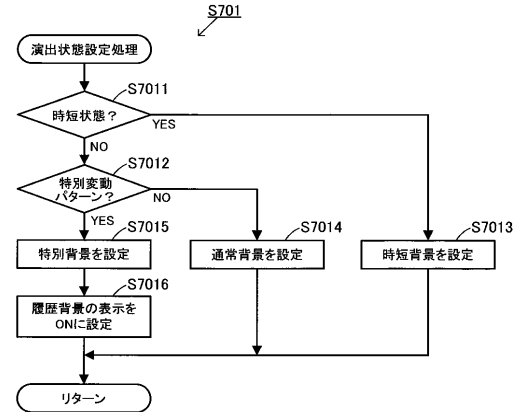 S701
演出状態設定処理
S7011
時短状態？
YES
NO
S7012
特別変動
パターン？
NO
YES
S7015
特別背景を設定
S7014
通常背景を設定
S7013
時短背景を設定
S7016
履歴背景の表示を
ONに設定
リターン